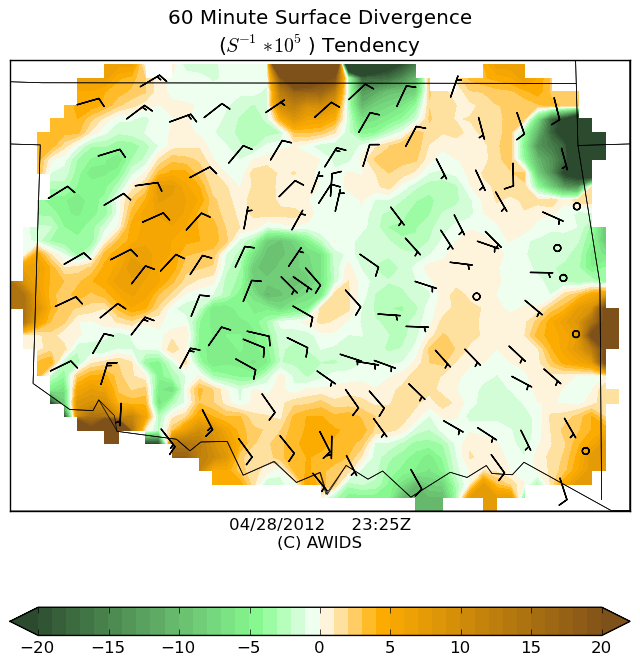 60 Minute Surface Divergence
(S⁻¹ *10⁵ ) Tendency
04/28/2012 23:25Z
(C) AWIDS
−20 −15 −10 −5 0 5 10 15 20